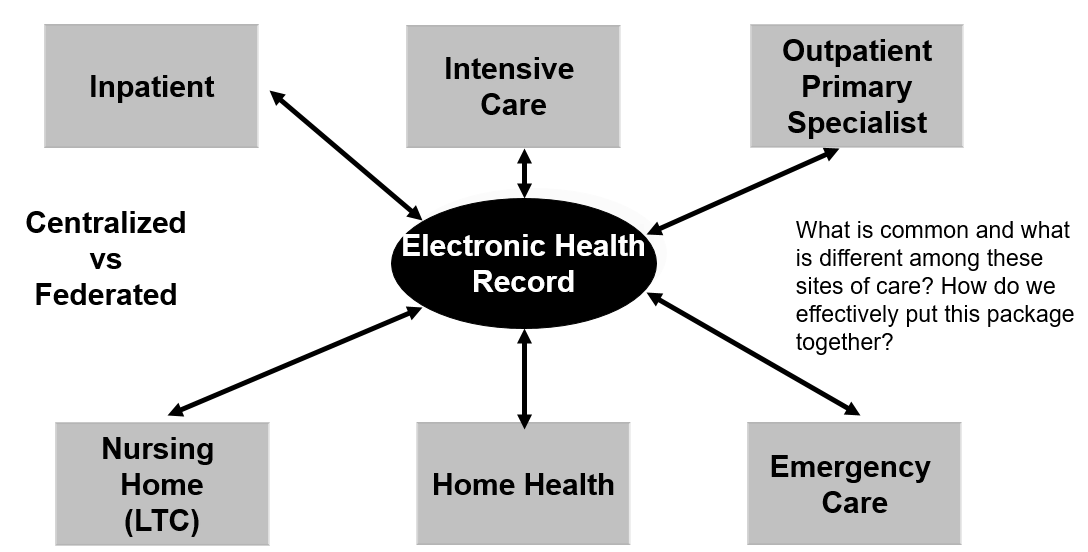 Inpatient
Intensive
Care
Outpatient
Primary
Specialist
Centralized
vs
Federated
Electronic Health
Record
What is common and what
is different among these
sites of care? How do we
effectively put this package
together?
Nursing
Home
(LTC)
Home Health
Emergency
Care